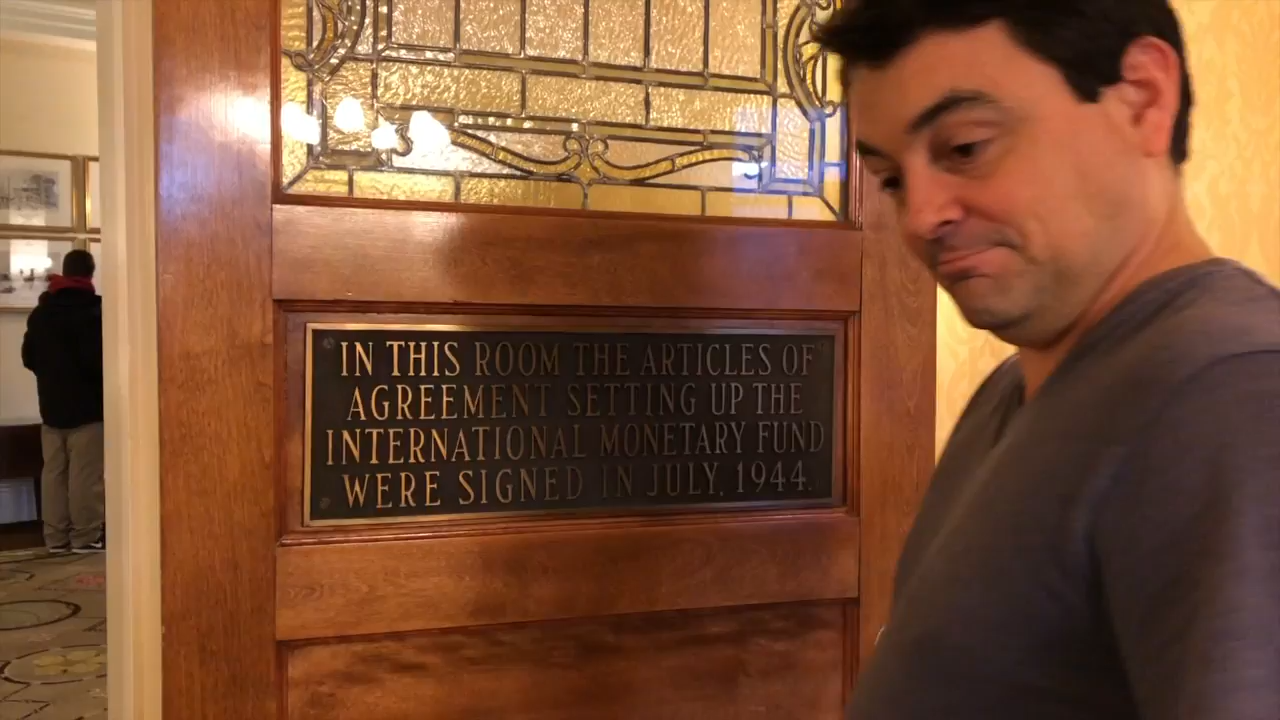 IN THIS ROOM THE ARTICLES OF
AGREEMENT SETTING UP THE
INTERNATIONAL MONETARY FUND
WERE SIGNED IN JULY, 1944.